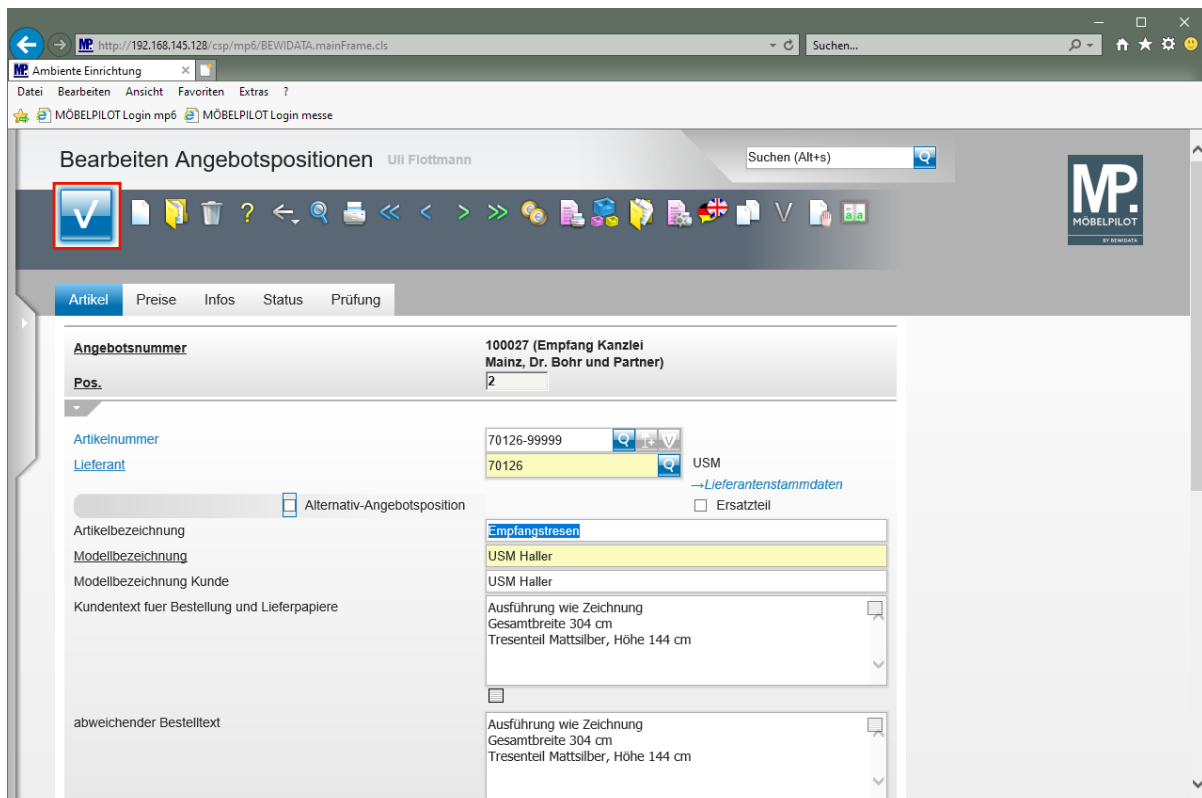 http://192.168.145.128/csp/mp6/BEWIDATA.mainFrame.cls
Suchen...
MP. Ambiente Einrichtung
Datei Bearbeiten Ansicht Favoriten Extras ?
MÖBELPILOT Login mp6 MÖBELPILOT Login messe
Bearbeiten Angebotspositionen Uli Flottmann
Suchen (Alt+s)
MP.
MÖBELPILOT
BY BEWIDATA
Artikel Preise Infos Status Prüfung
Angebotsnummer 100027 (Empfang Kanzlei
Mainz, Dr. Bohr und Partner)
Pos. 2
Artikelnummer 70126-99999
Lieferant 70126 USM
→Lieferantenstammdaten
Alternativ-Angebotsposition Ersatzteil
Artikelbezeichnung Empfangstresen
Modellbezeichnung USM Haller
Modellbezeichnung Kunde USM Haller
Kundentext fuer Bestellung und Lieferpapiere Ausführung wie Zeichnung
Gesamtbreite 304 cm
Tresenteil Mattsilber, Höhe 144 cm
abweichender Bestelltext Ausführung wie Zeichnung
Gesamtbreite 304 cm
Tresenteil Mattsilber, Höhe 144 cm